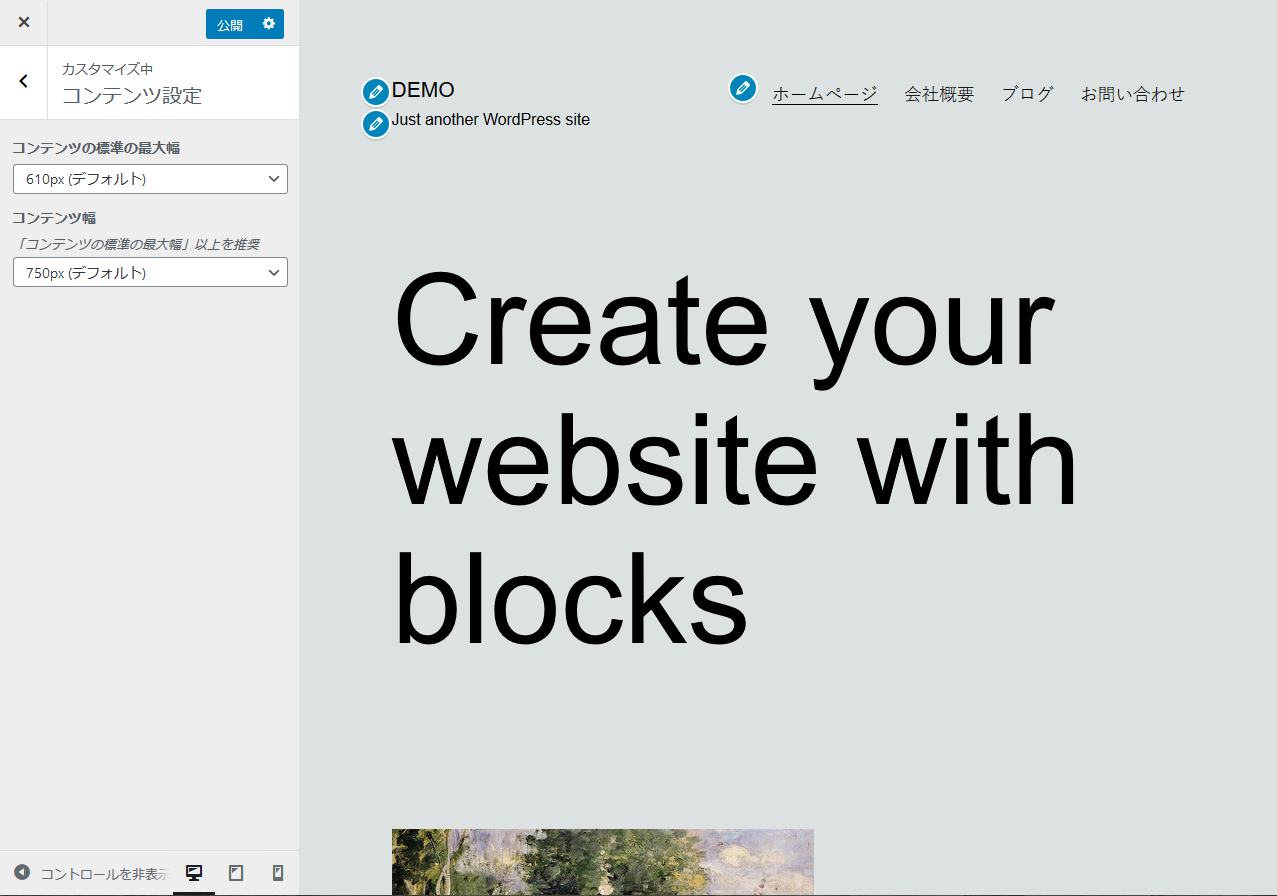 公開
カスタマイズ中
コンテンツ設定
コンテンツの標準の最大幅
610px (デフォルト)
コンテンツ幅
「コンテンツの標準の最大幅」以上を推奨
750px (デフォルト)
コントロールを非表示
DEMO
Just another WordPress site
ホームページ 会社概要 ブログ お問い合わせ
Create your
website with
blocks